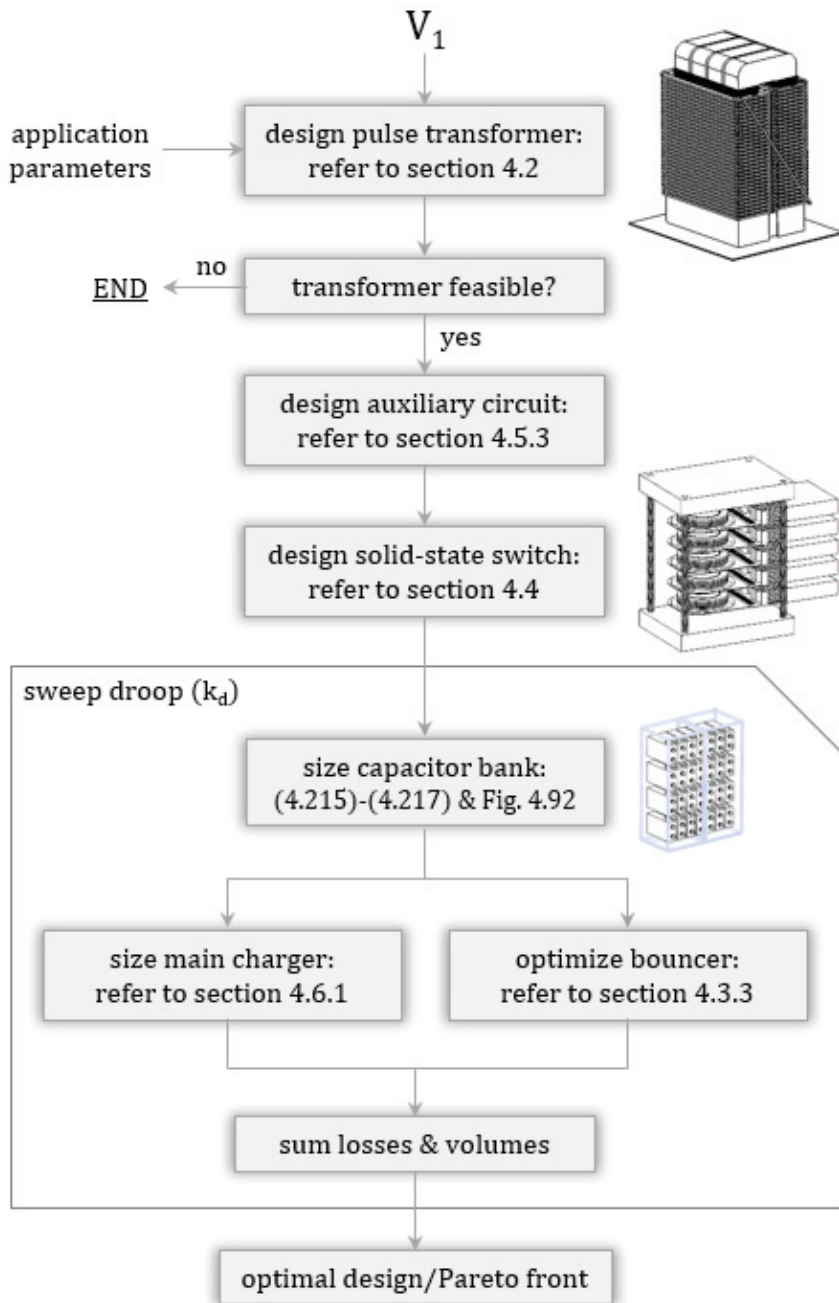 V₁
application
parameters
design pulse transformer:
refer to section 4.2
no
END
transformer feasible?
yes
design auxiliary circuit:
refer to section 4.5.3
design solid-state switch:
refer to section 4.4
sweep droop (k_d)
size capacitor bank:
(4.215)-(4.217) & Fig. 4.92
size main charger:
refer to section 4.6.1
optimize bouncer:
refer to section 4.3.3
sum losses & volumes
optimal design/Pareto front